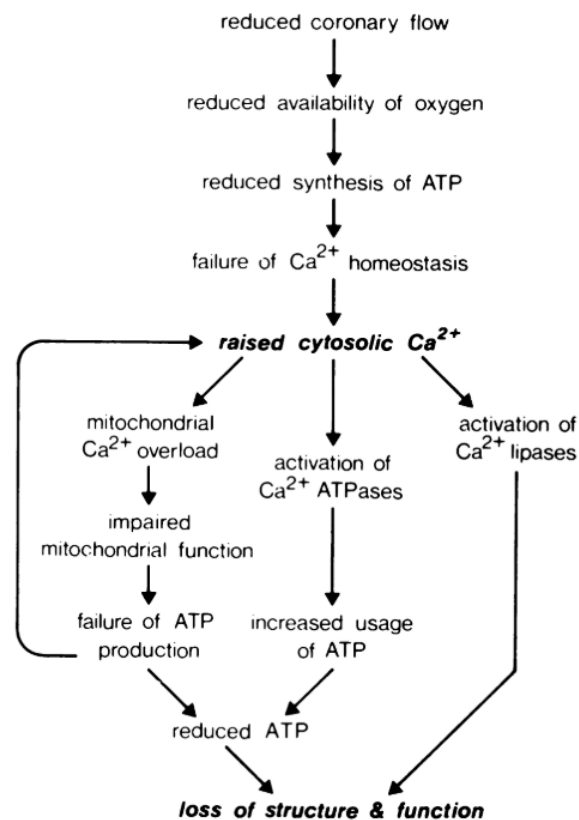 reduced coronary flow
reduced availability of oxygen
reduced synthesis of ATP
failure of Ca²⁺ homeostasis
raised cytosolic Ca²⁺
mitochondrial
Ca²⁺ overload
impaired
mitochondrial function
failure of ATP
production
activation of
Ca²⁺ ATPases
increased usage
of ATP
activation of
Ca²⁺ lipases
reduced ATP
loss of structure & function